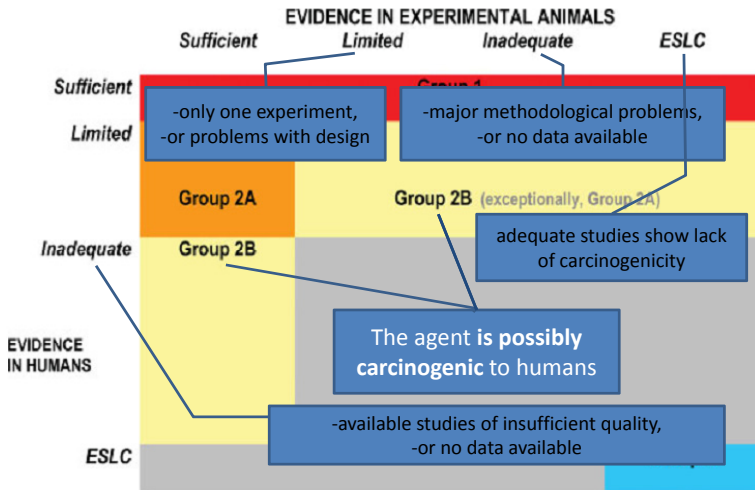 EVIDENCE IN EXPERIMENTAL ANIMALS
Sufficient Limited Inadequate ESLC
Sufficient
-only one experiment,
-or problems with design
-major methodological problems,
-or no data available
Limited
Group 2A
Group 2B (exceptionally, Group 2A)
adequate studies show lack
of carcinogenicity
Inadequate
Group 2B
The agent is possibly
carcinogenic to humans
EVIDENCE
IN HUMANS
-available studies of insufficient quality,
-or no data available
ESLC